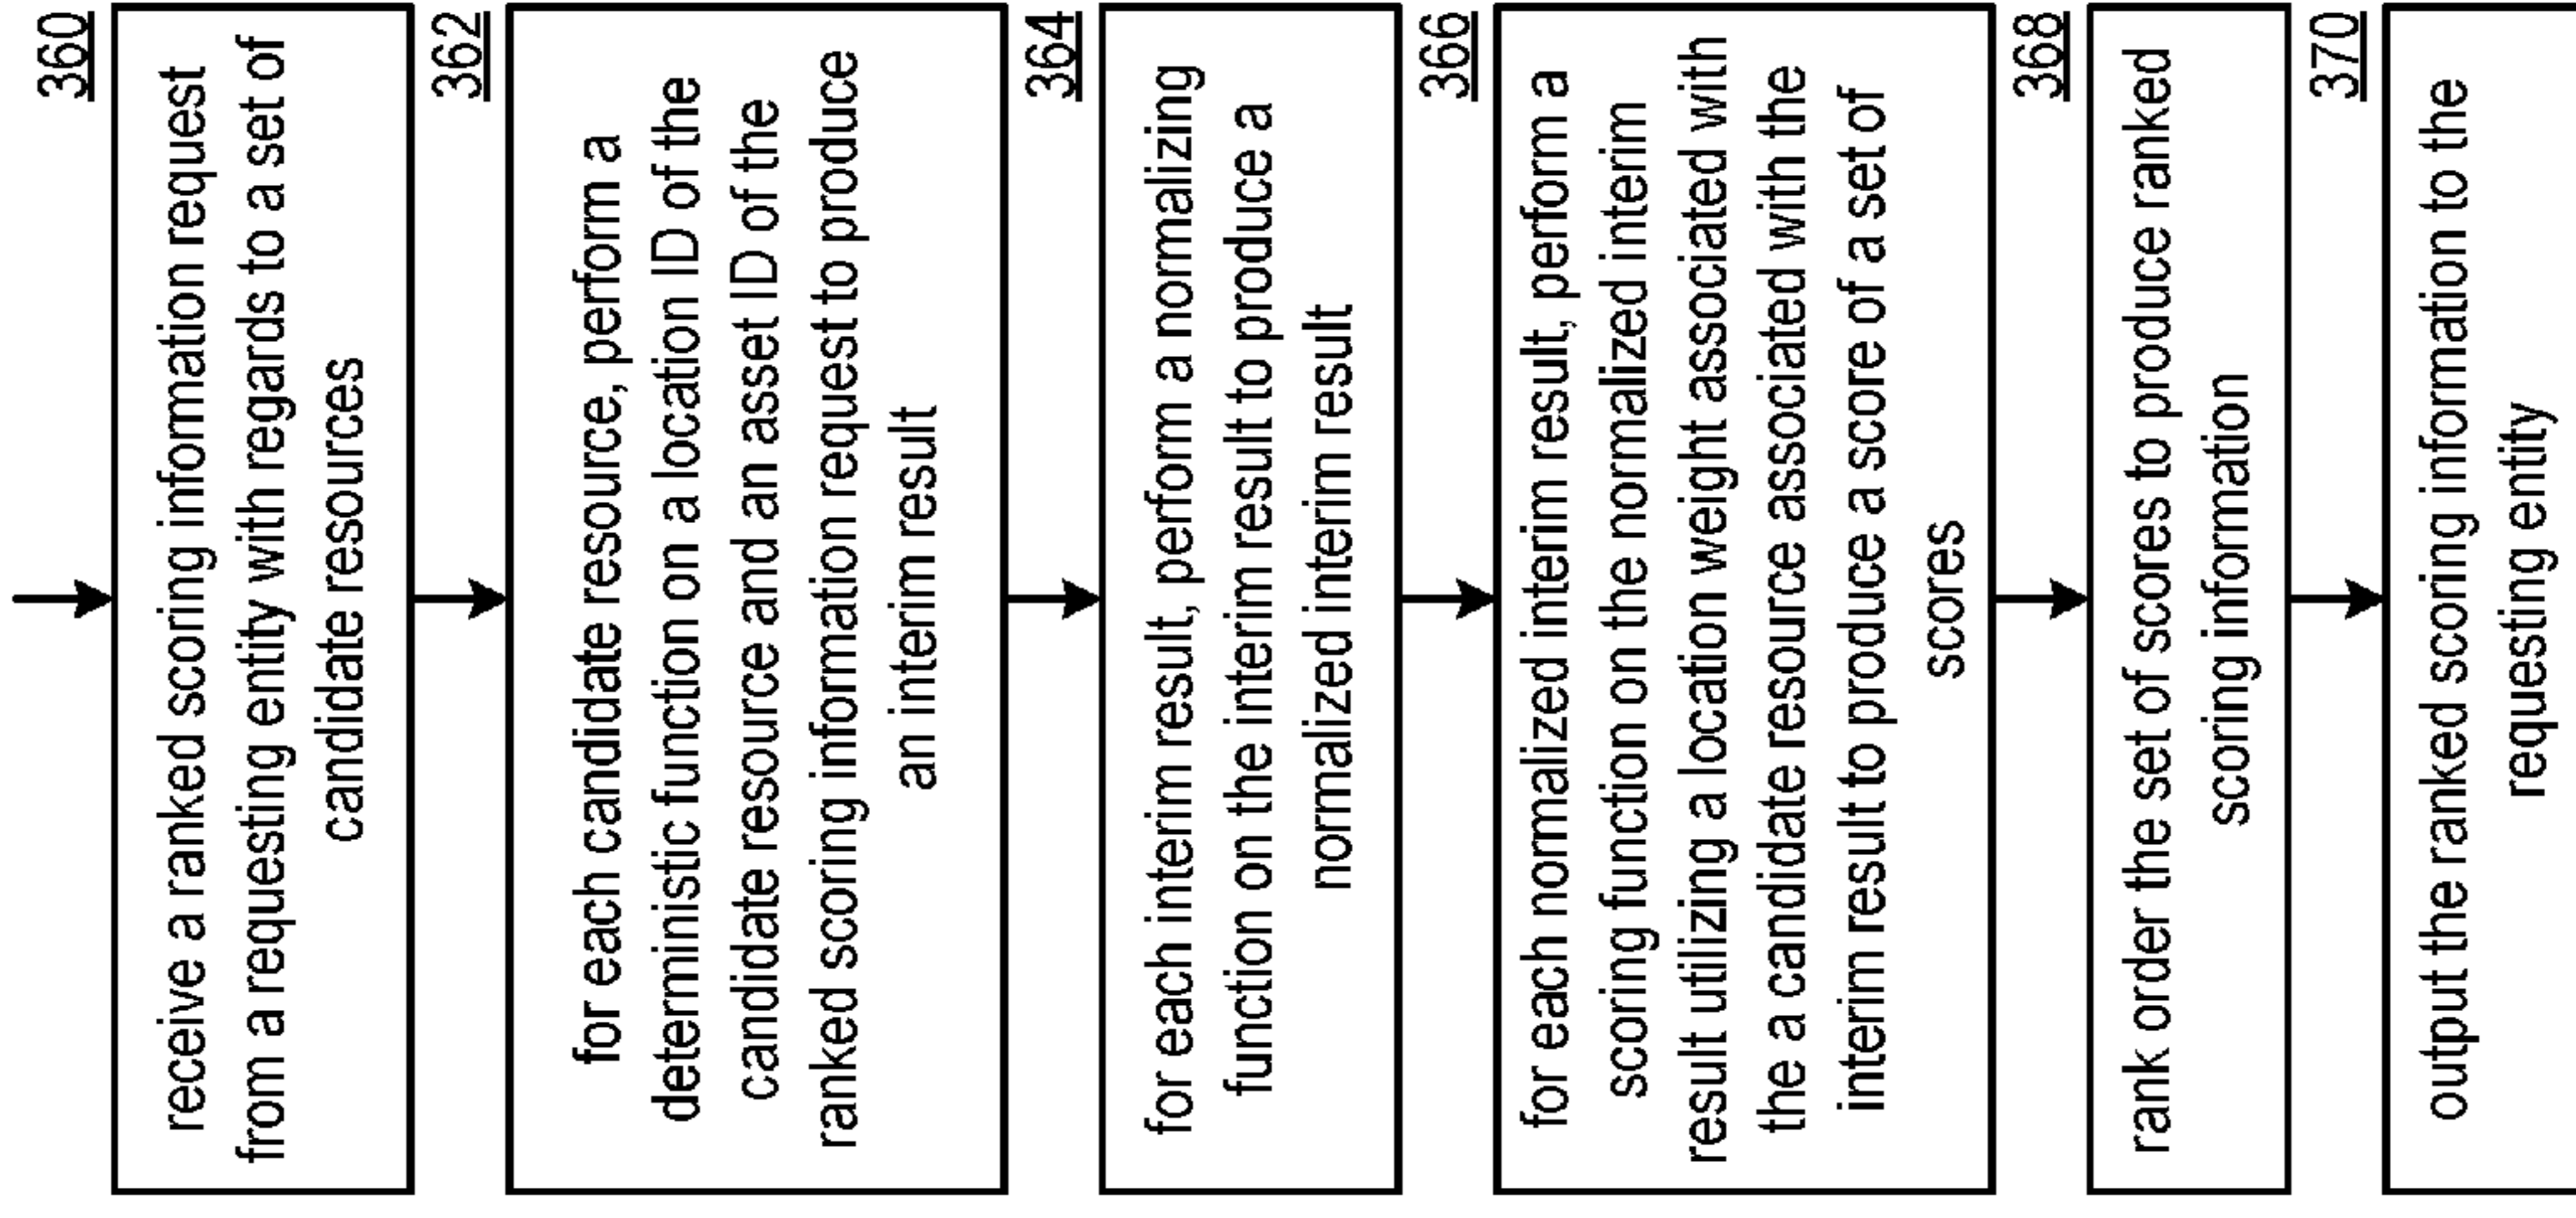 360
receive a ranked scoring information request
from a requesting entity with regards to a set of
candidate resources
362
for each candidate resource, perform a
deterministic function on a location ID of the
candidate resource and an asset ID of the
ranked scoring information request to produce
an interim result
364
for each interim result, perform a normalizing
function on the interim result to produce a
normalized interim result
366
for each normalized interim result, perform a
scoring function on the normalized interim
result utilizing a location weight associated with
the a candidate resource associated with the
interim result to produce a score of a set of
scores
368
rank order the set of scores to produce ranked
scoring information
370
output the ranked scoring information to the
requesting entity